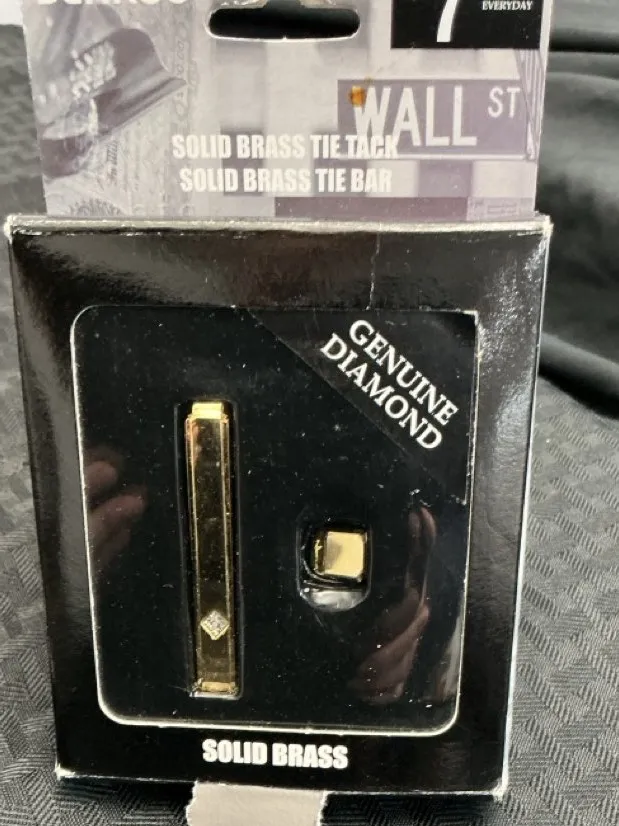 7
EVERYDAY
WALL ST
SOLID BRASS TIE TACK
SOLID BRASS TIE BAR
GENUINE
DIAMOND
SOLID BRASS